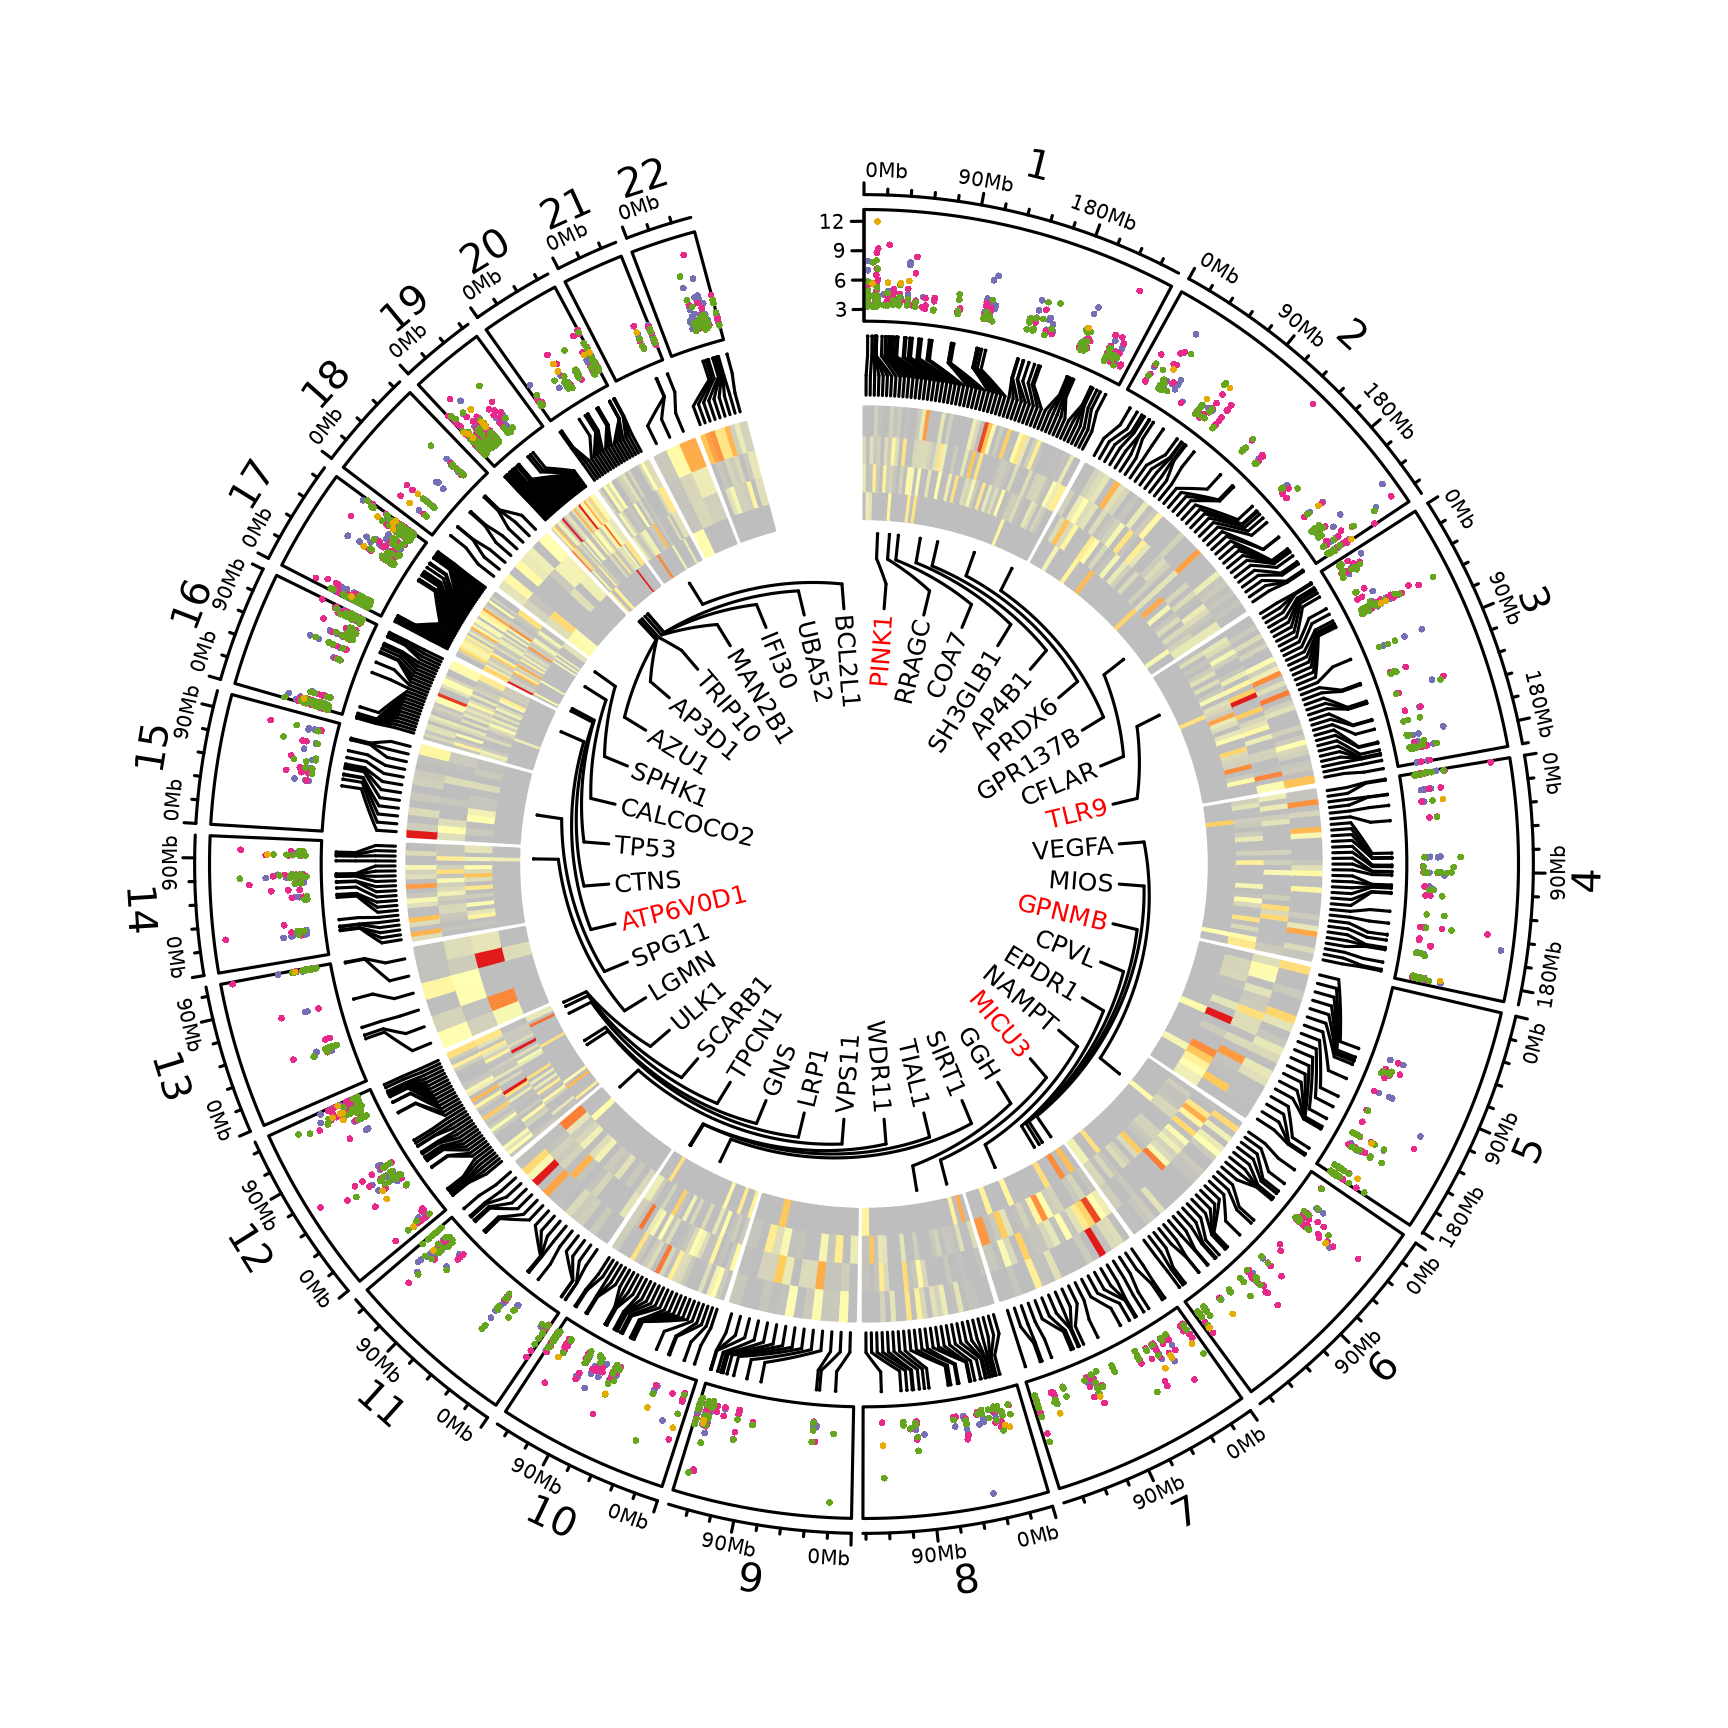 1
0Mb
90Mb
180Mb
2
0Mb
90Mb
180Mb
3
0Mb
90Mb
180Mb
4
0Mb
90Mb
180Mb
5
0Mb
90Mb
180Mb
6
0Mb
90Mb
7
0Mb
90Mb
8
0Mb
90Mb
9
0Mb
90Mb
10
0Mb
90Mb
11
0Mb
90Mb
12
0Mb
90Mb
13
0Mb
90Mb
14
0Mb
90Mb
15
0Mb
90Mb
16
0Mb
90Mb
17
0Mb
18
0Mb
19
0Mb
20
0Mb
21
0Mb
22
0Mb
12
9
6
3
PINK1
RRAGC
COA7
SH3GLB1
AP4B1
PRDX6
GPR137B
CFLAR
TLR9
VEGFA
MIOS
GPNMB
CPVL
EPDR1
NAMPT
MICU3
GGH
SIRT1
TIAL1
WDR11
VPS11
LRP1
GNS
TPCN1
SCARB1
ULK1
LGMN
SPG11
ATP6V0D1
CTNS
TP53
CALCOCO2
SPHK1
AZU1
AP3D1
TRIP10
MAN2B1
IFI30
UBA52
BCL2L1